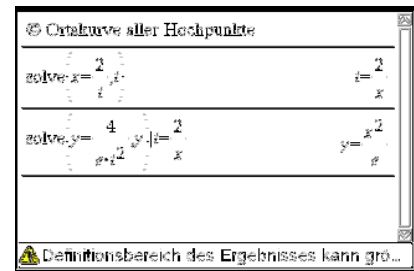 © Ortskurve aller Hochpunkte
solve(x=2/i,i) i=2/x
solve(y=4/(e·i^2),y)|i=2/x y=x^2/e
Definitionsbereich des Ergebnisses kann grö...